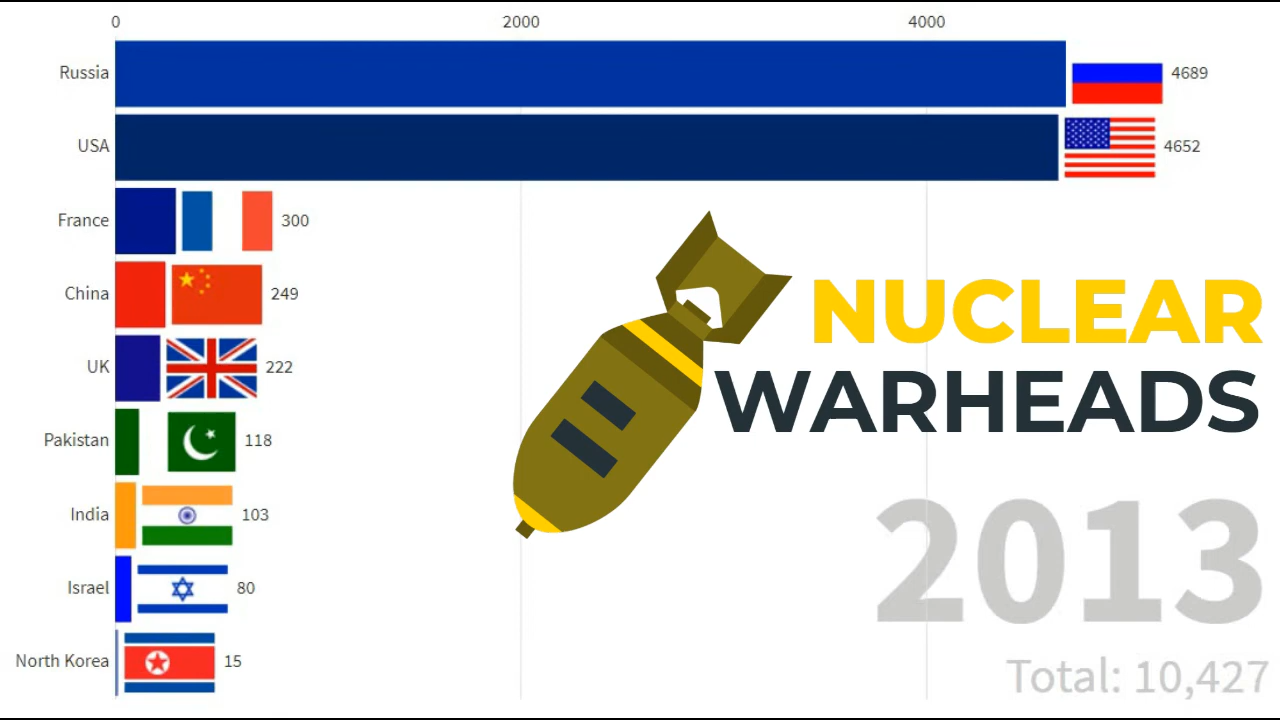 0 2000 4000
Russia 4689
USA 4652
France 300
China 249
UK 222
Pakistan 118
India 103
Israel 80
North Korea 15
NUCLEAR
WARHEADS
2013
Total: 10,427